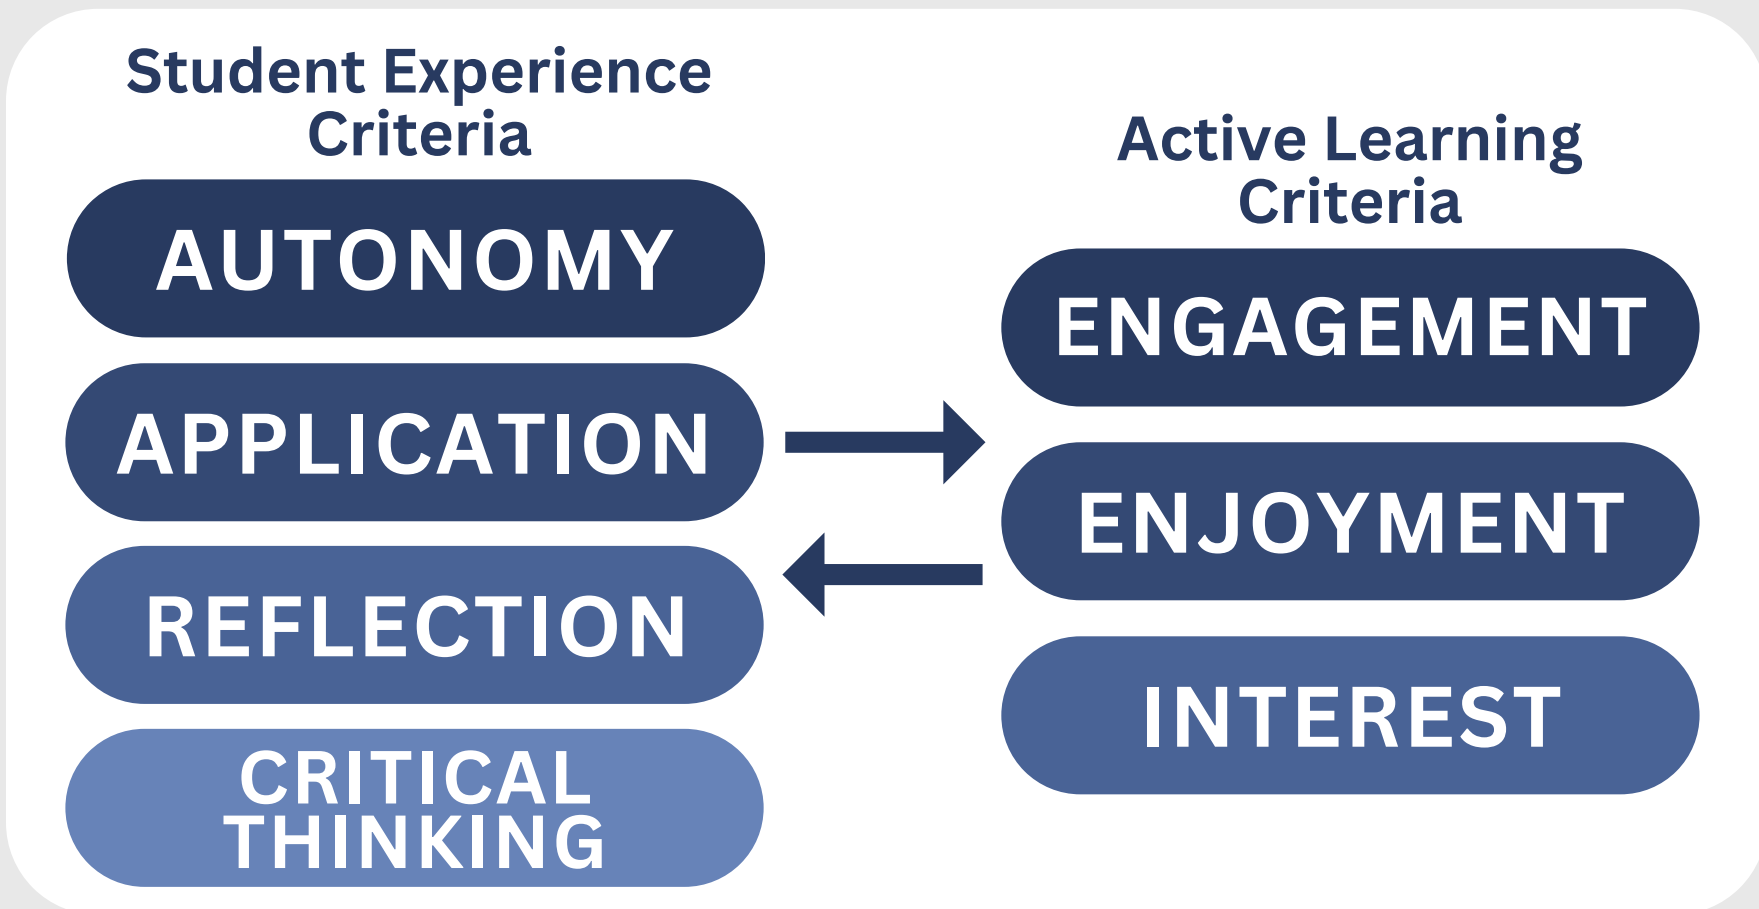 Student Experience
Criteria
AUTONOMY
APPLICATION
REFLECTION
CRITICAL
THINKING
Active Learning
Criteria
ENGAGEMENT
ENJOYMENT
INTEREST